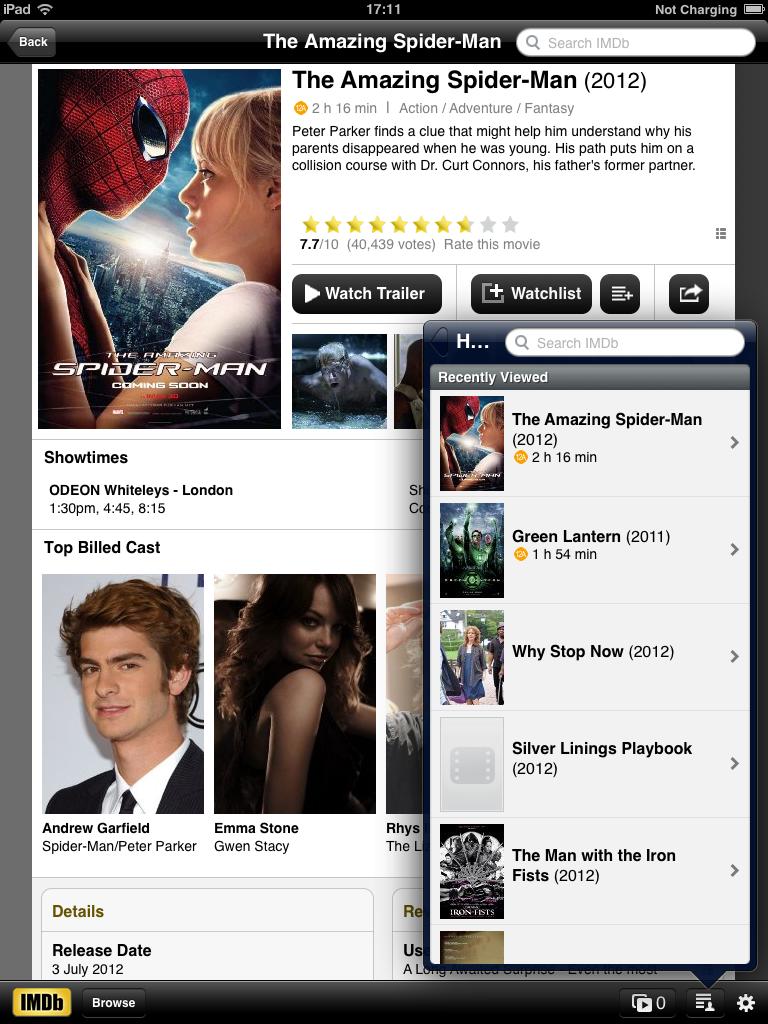 iPad 17:11 Not Charging
Back The Amazing Spider-Man Search IMDb
The Amazing Spider-Man (2012)
12A 2 h 16 min | Action / Adventure / Fantasy
Peter Parker finds a clue that might help him understand why his
parents disappeared when he was young. His path puts him on a
collision course with Dr. Curt Connors, his father's former partner.
7.7/10 (40,439 votes) Rate this movie
Watch Trailer Watchlist
THE AMAZING
SPIDER-MAN
COMING SOON
Showtimes
ODEON Whiteleys - London
1:30pm, 4:45, 8:15
Sh
Co
Top Billed Cast
Andrew Garfield
Spider-Man/Peter Parker
Emma Stone
Gwen Stacy
Rhys
The Li
Details
Release Date
3 July 2012
Re
Us
A Long Awaited Surprise - Even the most
H... Search IMDb
Recently Viewed
The Amazing Spider-Man
(2012)
12A 2 h 16 min
Green Lantern (2011)
12A 1 h 54 min
Why Stop Now (2012)
Silver Linings Playbook
(2012)
The Man with the Iron
Fists (2012)
IRON FISTS
IMDb Browse 0